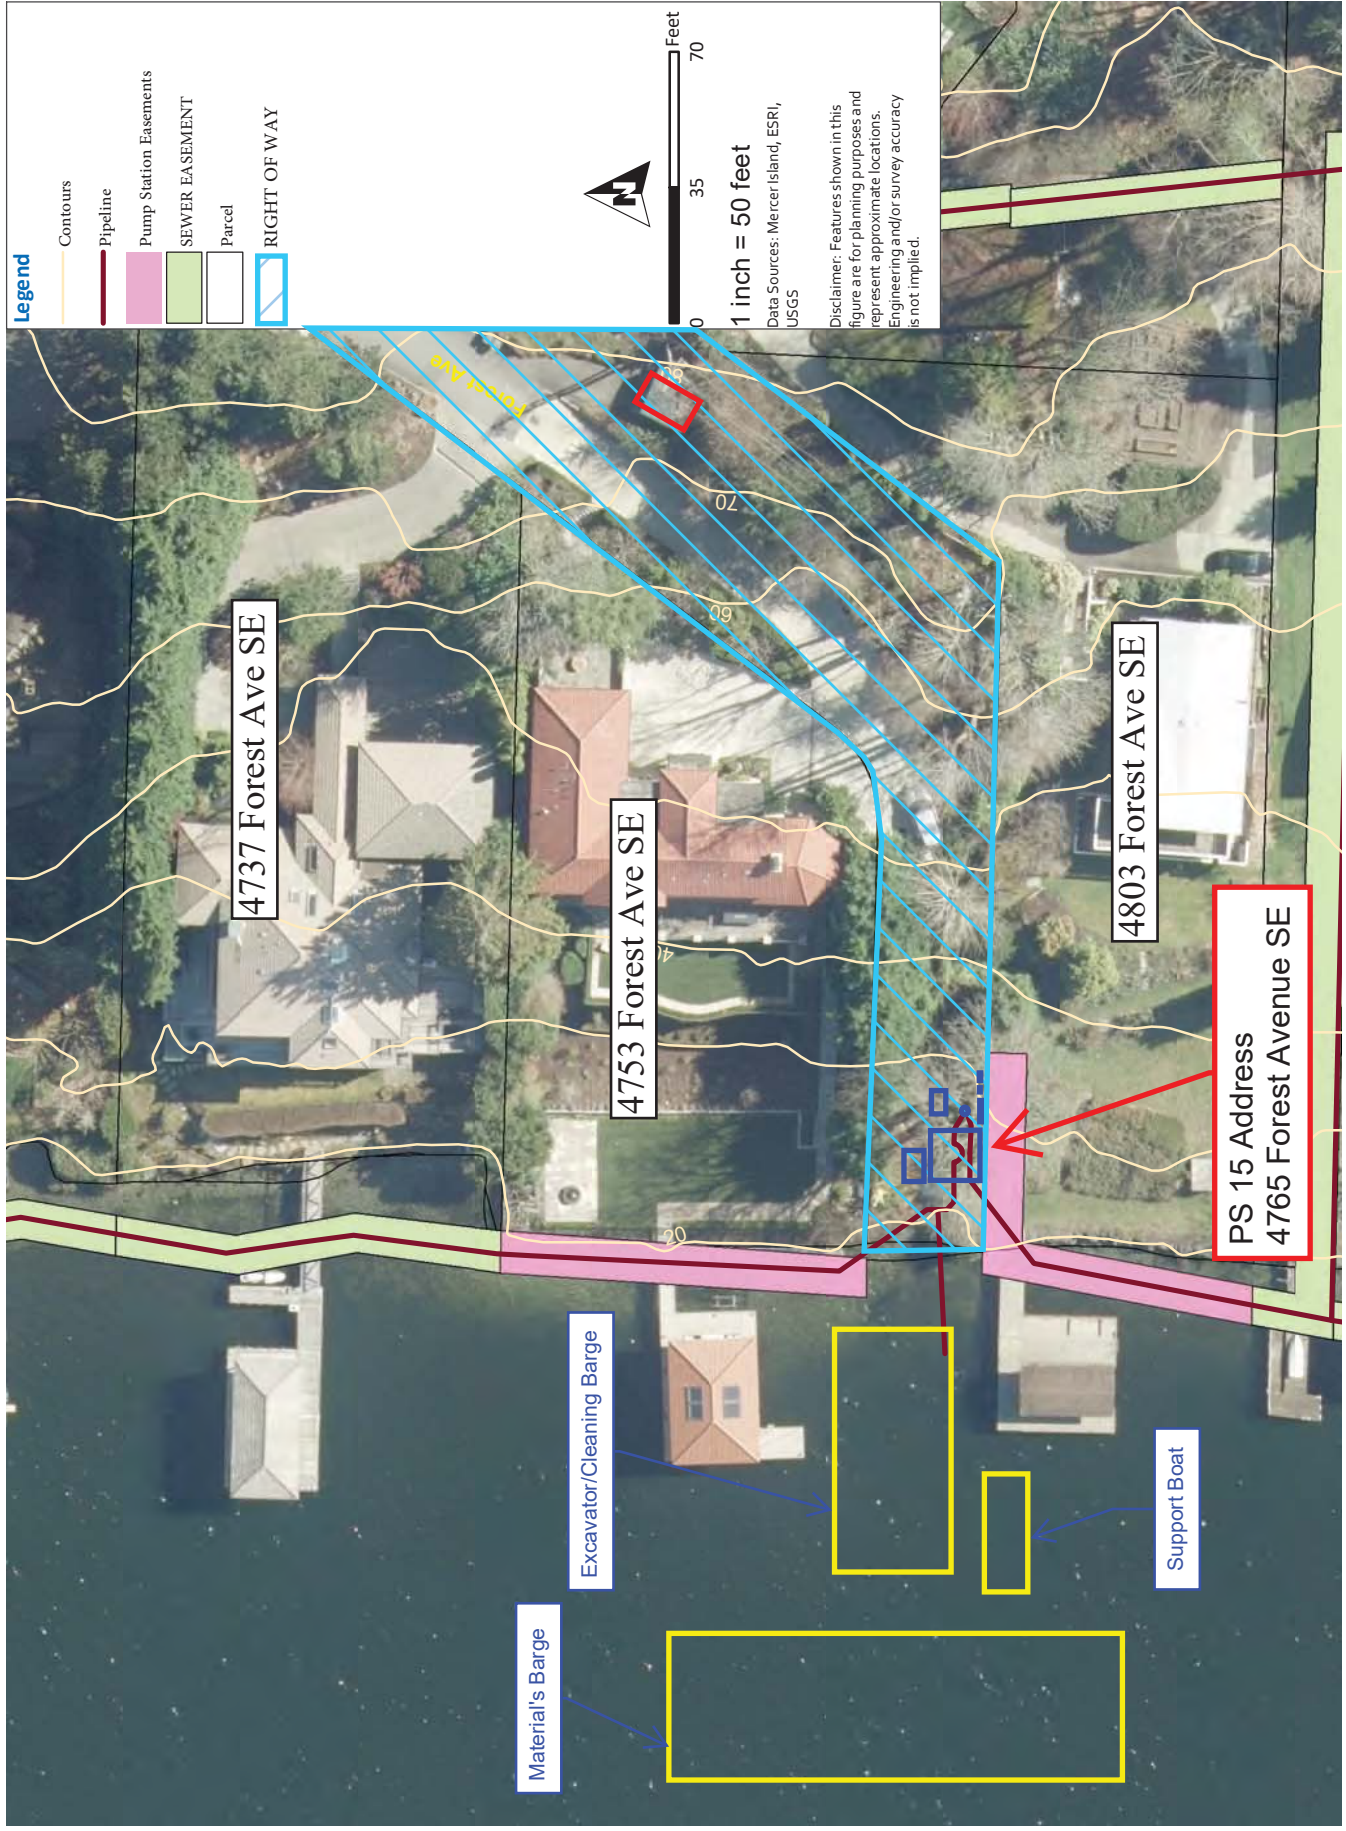 Legend
Contours
Pipeline
Pump Station Easements
SEWER EASEMENT
Parcel
RIGHT OF WAY
N
0 35 70
Feet
1 inch = 50 feet
Data Sources: Mercer Island, ESRI,
USGS
Disclaimer: Features shown in this
figure are for planning purposes and
represent approximate locations.
Engineering and/or survey accuracy
is not implied.
Forest Ave
80
70
60
40
20
4737 Forest Ave SE
4753 Forest Ave SE
4803 Forest Ave SE
PS 15 Address
4765 Forest Avenue SE
Excavator/Cleaning Barge
Material's Barge
Support Boat